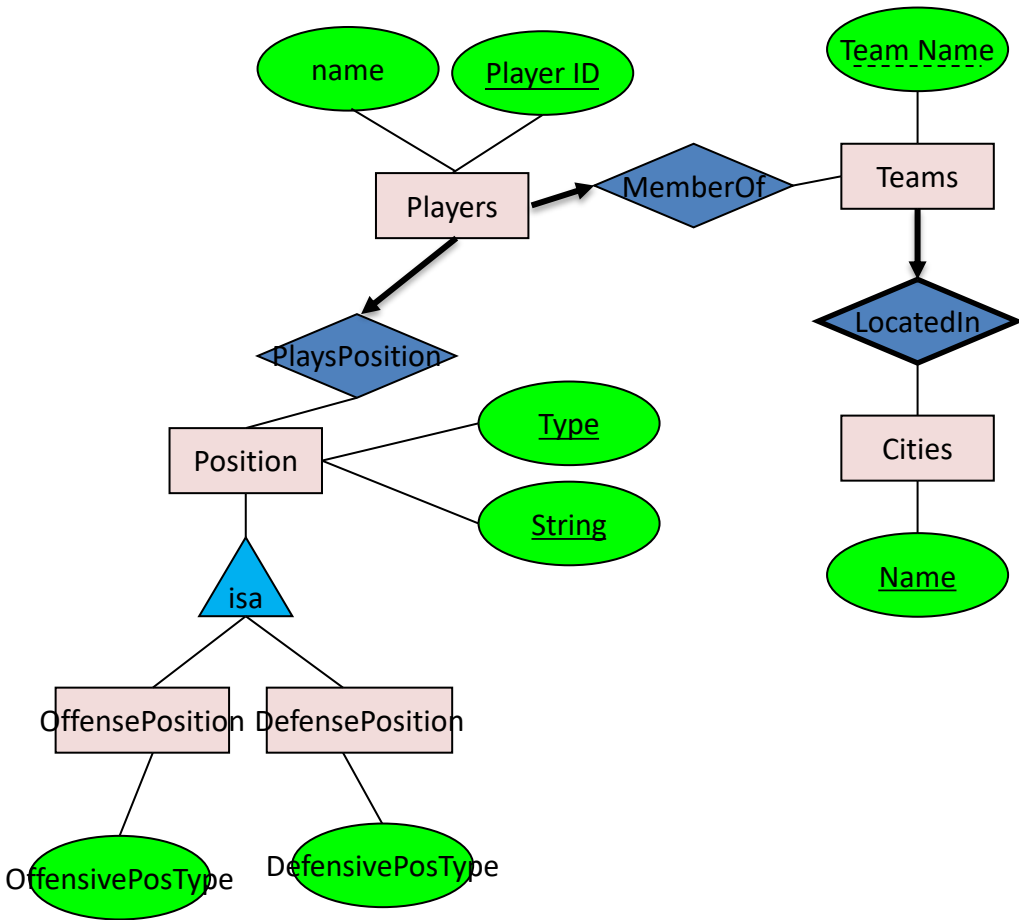 name
Player ID
Team Name
Players
MemberOf
Teams
PlaysPosition
LocatedIn
Position
Type
String
Cities
Name
isa
OffensePosition
DefensePosition
OffensivePosType
DefensivePosType